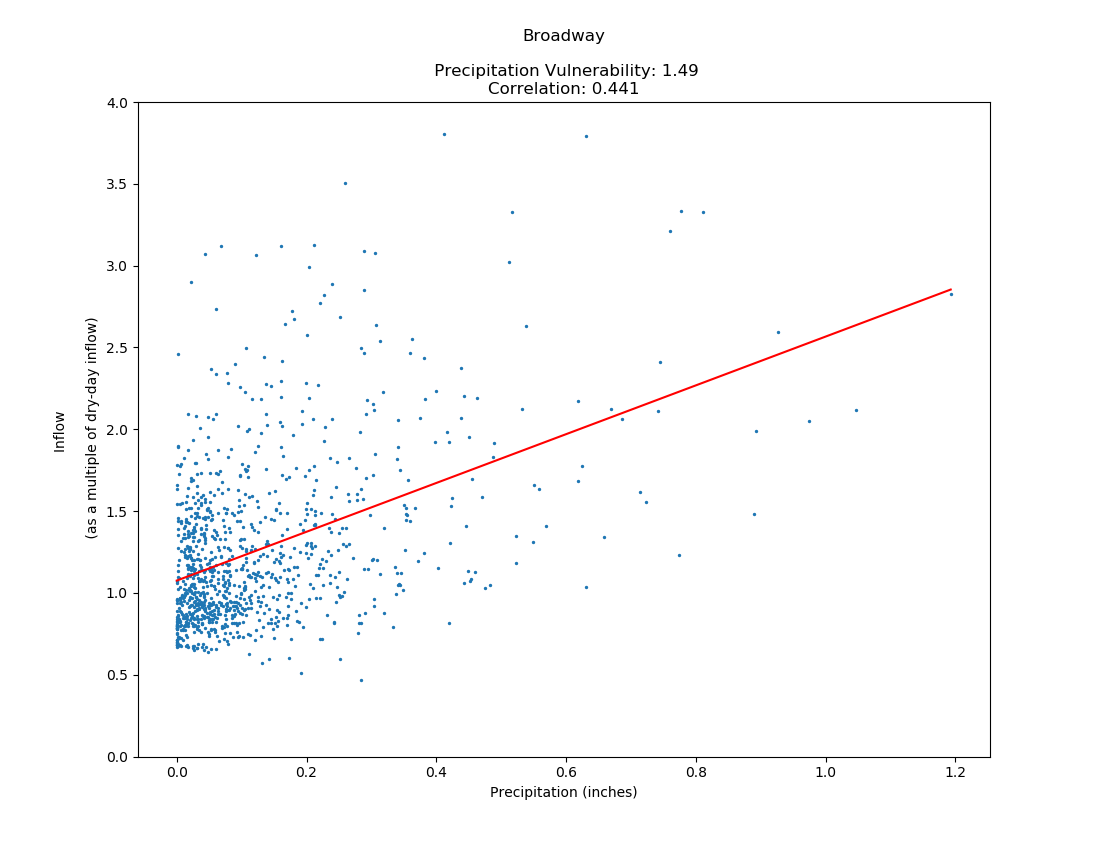 Broadway
Precipitation Vulnerability: 1.49
Correlation: 0.441
4.0
3.5
3.0
2.5
2.0
1.5
1.0
0.5
0.0
Inflow
(as a multiple of dry-day inflow)
0.0 0.2 0.4 0.6 0.8 1.0 1.2
Precipitation (inches)